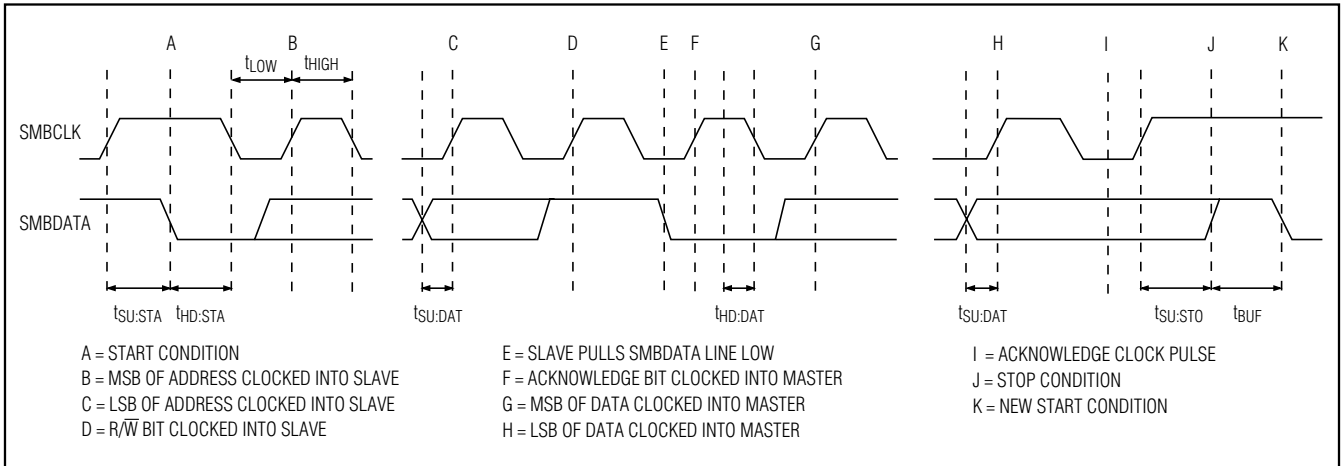 A B C D E F G H I J K
tLOW tHIGH
SMBCLK
SMBDATA
tSU:STA tHD:STA tSU:DAT tHD:DAT tSU:DAT tSU:STO tBUF
A = START CONDITION
B = MSB OF ADDRESS CLOCKED INTO SLAVE
C = LSB OF ADDRESS CLOCKED INTO SLAVE
D = R/W̅ BIT CLOCKED INTO SLAVE
E = SLAVE PULLS SMBDATA LINE LOW
F = ACKNOWLEDGE BIT CLOCKED INTO MASTER
G = MSB OF DATA CLOCKED INTO MASTER
H = LSB OF DATA CLOCKED INTO MASTER
I = ACKNOWLEDGE CLOCK PULSE
J = STOP CONDITION
K = NEW START CONDITION